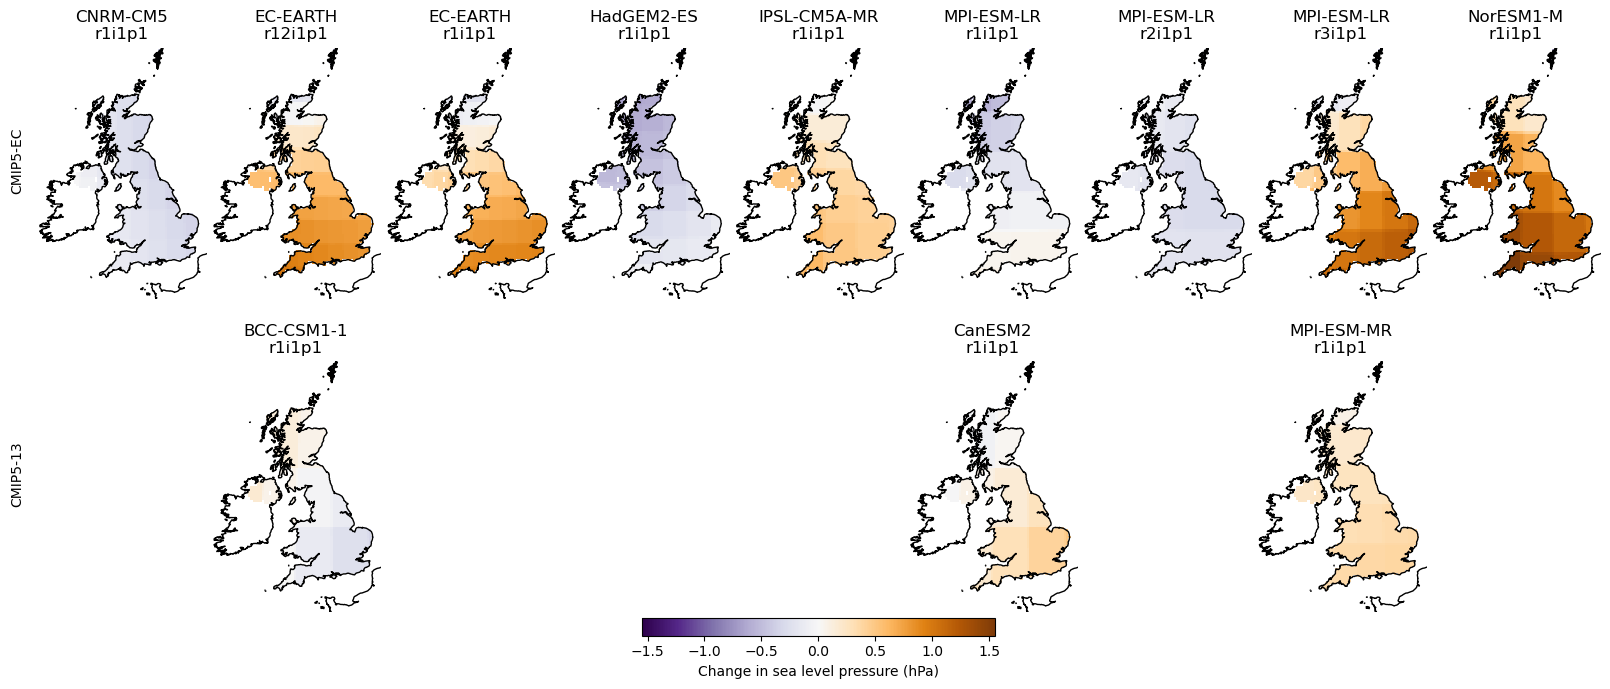 CNRM-CM5
r1i1p1
EC-EARTH
r12i1p1
EC-EARTH
r1i1p1
HadGEM2-ES
r1i1p1
IPSL-CM5A-MR
r1i1p1
MPI-ESM-LR
r1i1p1
MPI-ESM-LR
r2i1p1
MPI-ESM-LR
r3i1p1
NorESM1-M
r1i1p1
CMIP5-EC
BCC-CSM1-1
r1i1p1
CanESM2
r1i1p1
MPI-ESM-MR
r1i1p1
CMIP5-13
−1.5 −1.0 −0.5 0.0 0.5 1.0 1.5
Change in sea level pressure (hPa)